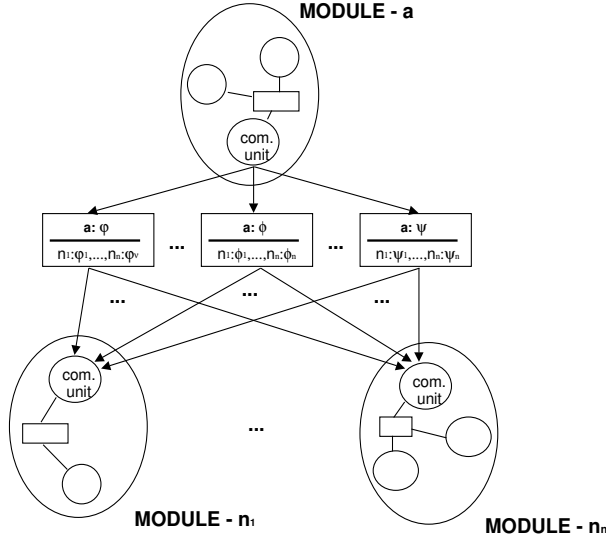 MODULE - a
com.
unit
a: φ
n1:φ1,...,nn:φv
...
a: ϕ
n1:ϕ1,...,nn:ϕn
...
a: ψ
n1:ψ1,...,nn:ψn
...
...
...
com.
unit
com.
unit
...
MODULE - n1
MODULE - nn